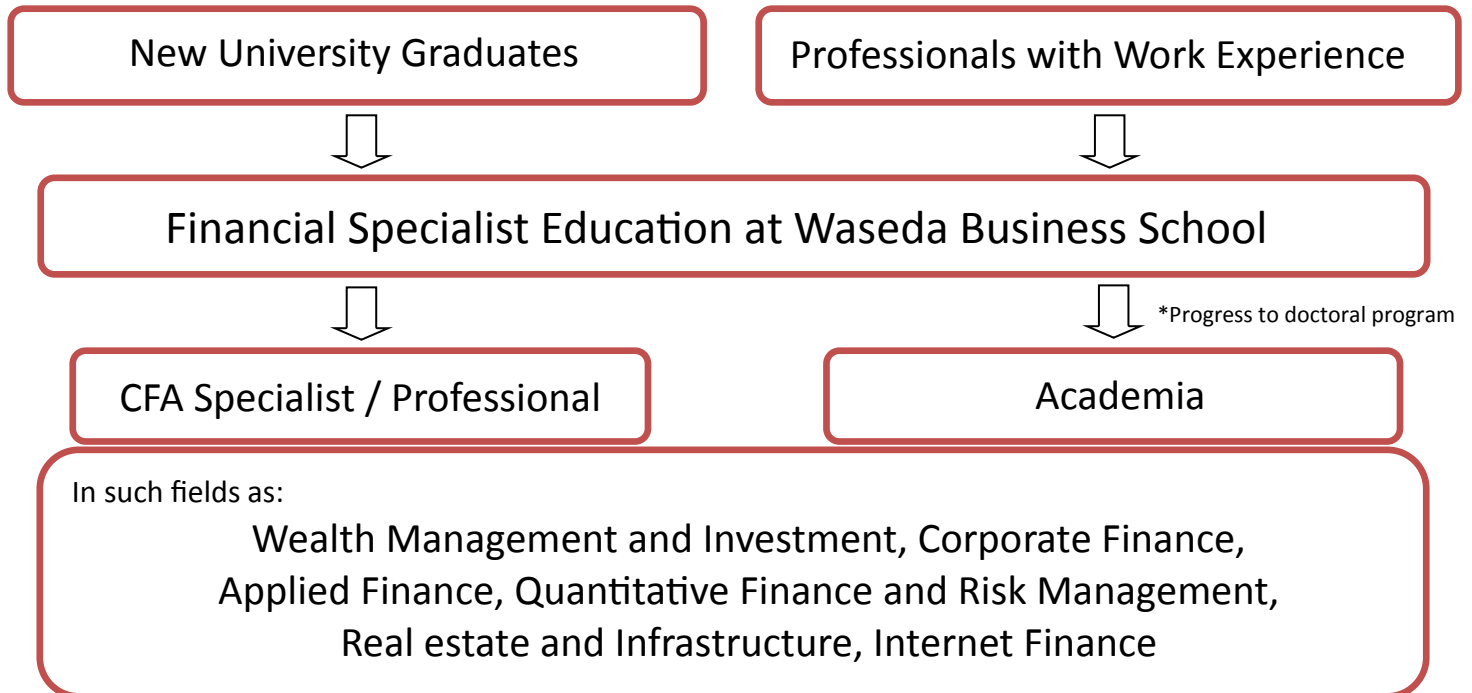 New University Graduates
Professionals with Work Experience
Financial Specialist Education at Waseda Business School
*Progress to doctoral program
CFA Specialist / Professional
Academia
In such fields as:
Wealth Management and Investment, Corporate Finance,
Applied Finance, Quantitative Finance and Risk Management,
Real estate and Infrastructure, Internet Finance